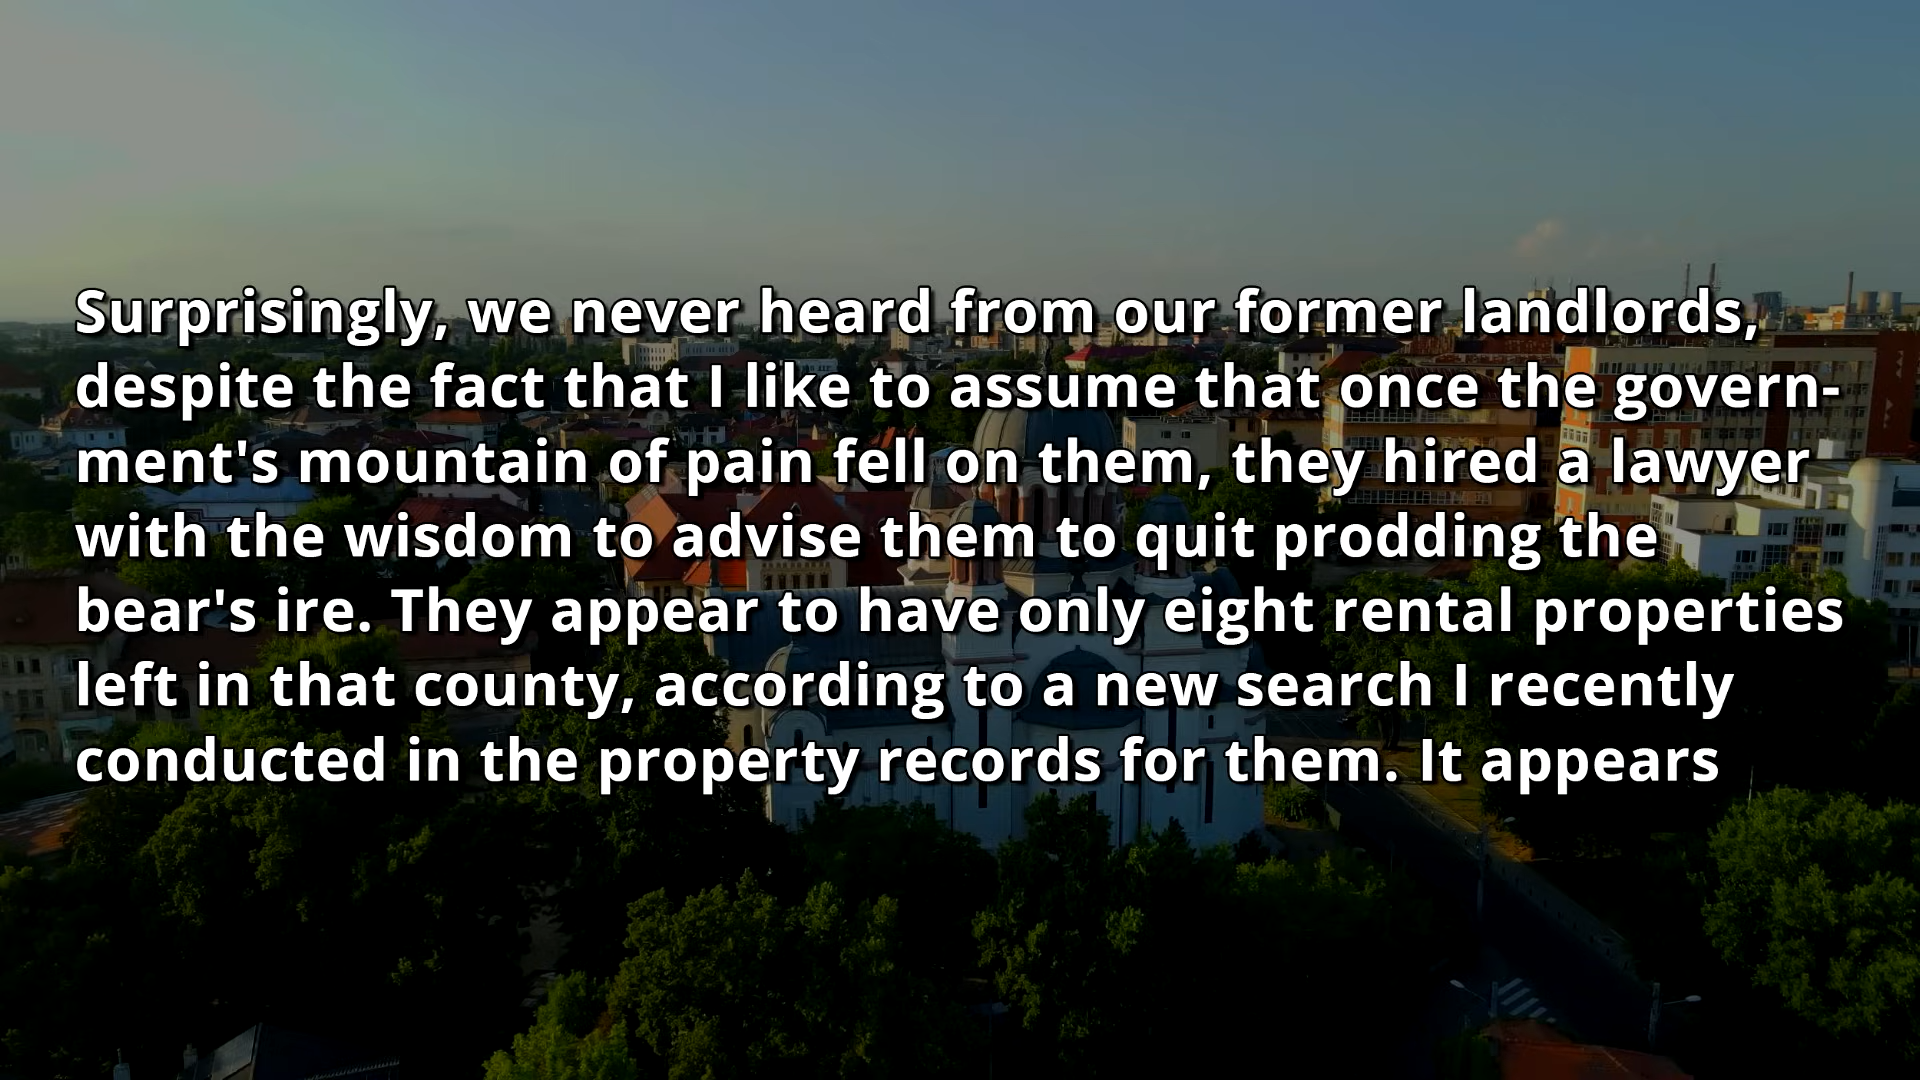 Surprisingly, we never heard from our former landlords,
despite the fact that I like to assume that once the govern-
ment's mountain of pain fell on them, they hired a lawyer
with the wisdom to advise them to quit prodding the
bear's ire. They appear to have only eight rental properties
left in that county, according to a new search I recently
conducted in the property records for them. It appears